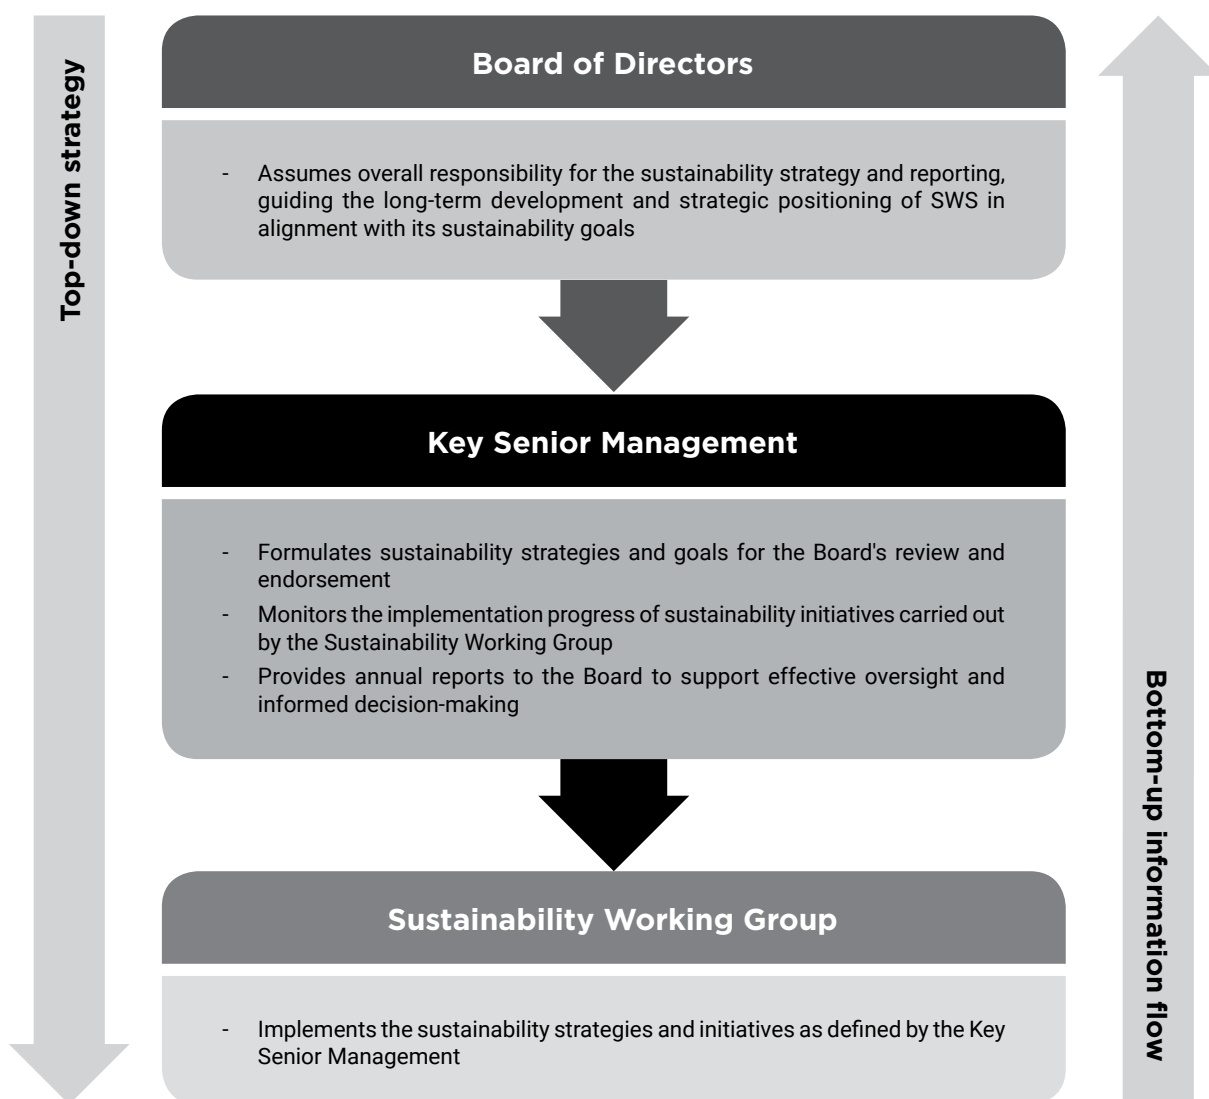 Top-down strategy
Board of Directors
- Assumes overall responsibility for the sustainability strategy and reporting,
guiding the long-term development and strategic positioning of SWS in
alignment with its sustainability goals
Key Senior Management
- Formulates sustainability strategies and goals for the Board's review and
endorsement
- Monitors the implementation progress of sustainability initiatives carried out
by the Sustainability Working Group
- Provides annual reports to the Board to support effective oversight and
informed decision-making
Sustainability Working Group
- Implements the sustainability strategies and initiatives as defined by the Key
Senior Management
Bottom-up information flow